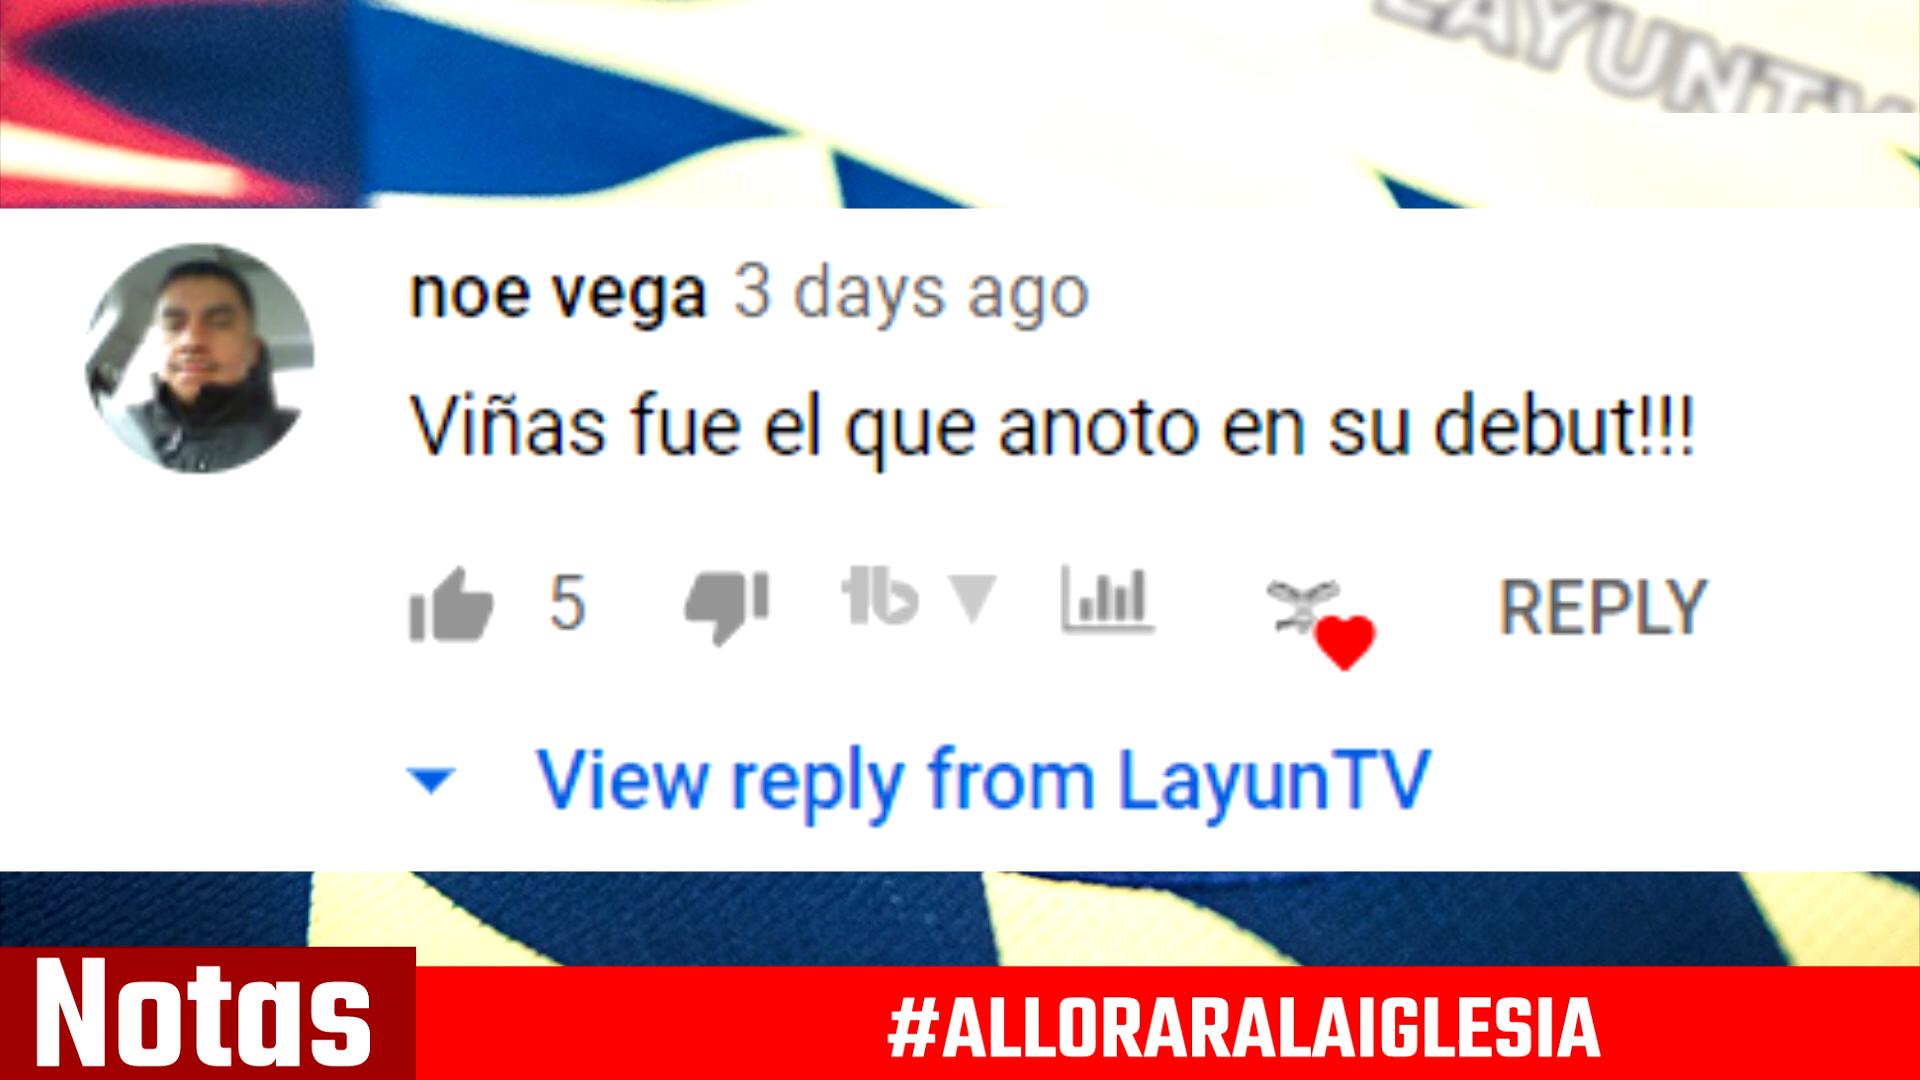 LAYUNTV
noe vega 3 days ago
Viñas fue el que anoto en su debut!!!
5 REPLY
View reply from LayunTV
Notas
#ALLORARALAIGLESIA